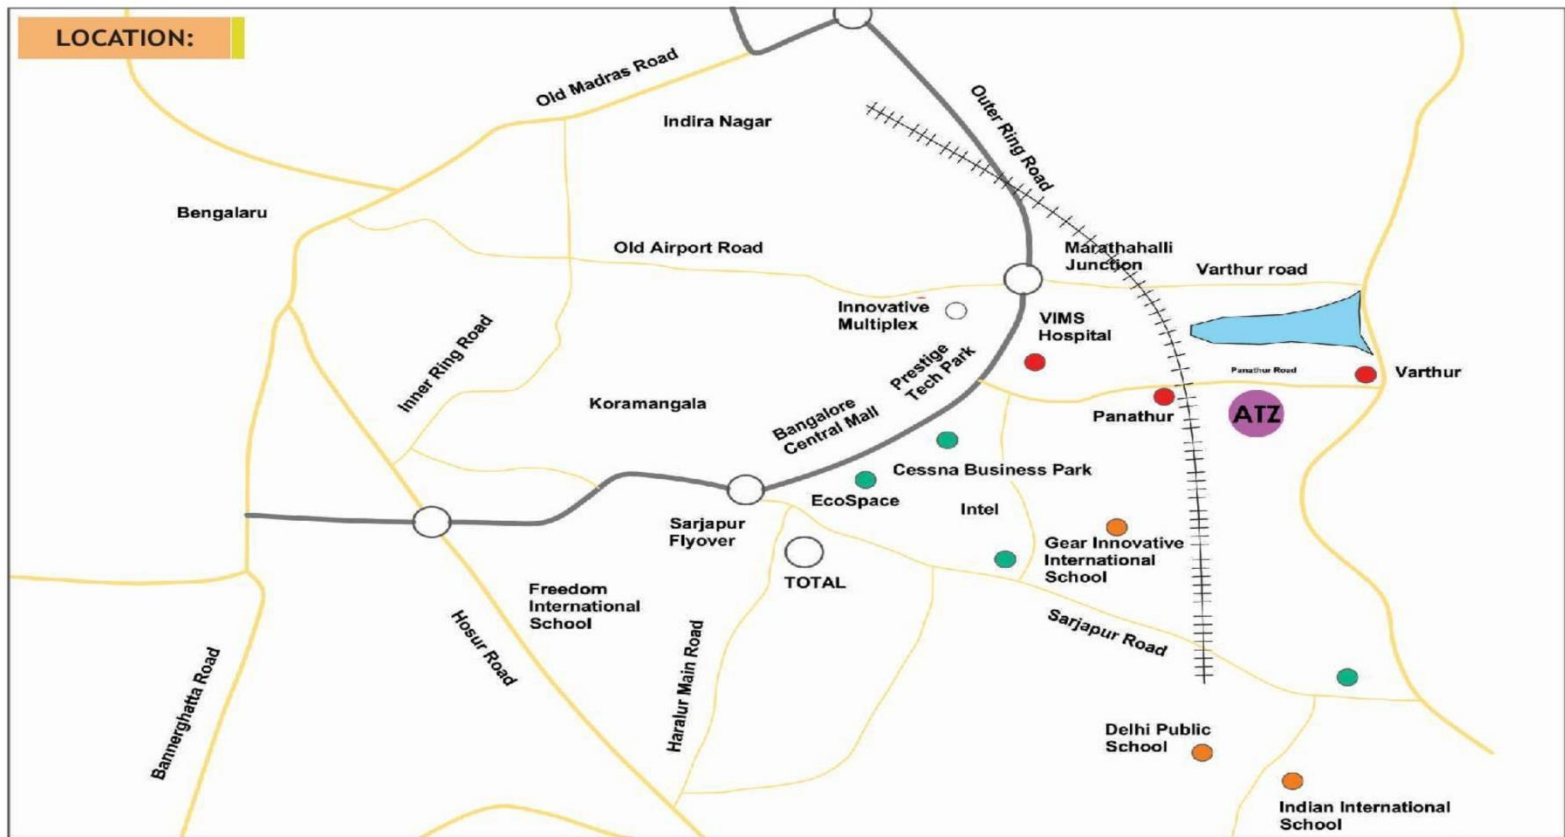 LOCATION:
Old Madras Road
Indira Nagar
Outer Ring Road
Bengalaru
Old Airport Road
Marathahalli
Junction
Varthur road
Innovative
Multiplex
VIMS
Hospital
Inner Ring Road
Prestige
Tech Park
Panathur Road
Varthur
Koramangala
Bangalore
Central Mall
Panathur
ATZ
Cessna Business Park
EcoSpace
Intel
Sarjapur
Flyover
Gear Innovative
International
School
TOTAL
Freedom
International
School
Hosur Road
Haralur Main Road
Sarjapur Road
Bannerghatta Road
Delhi Public
School
Indian International
School